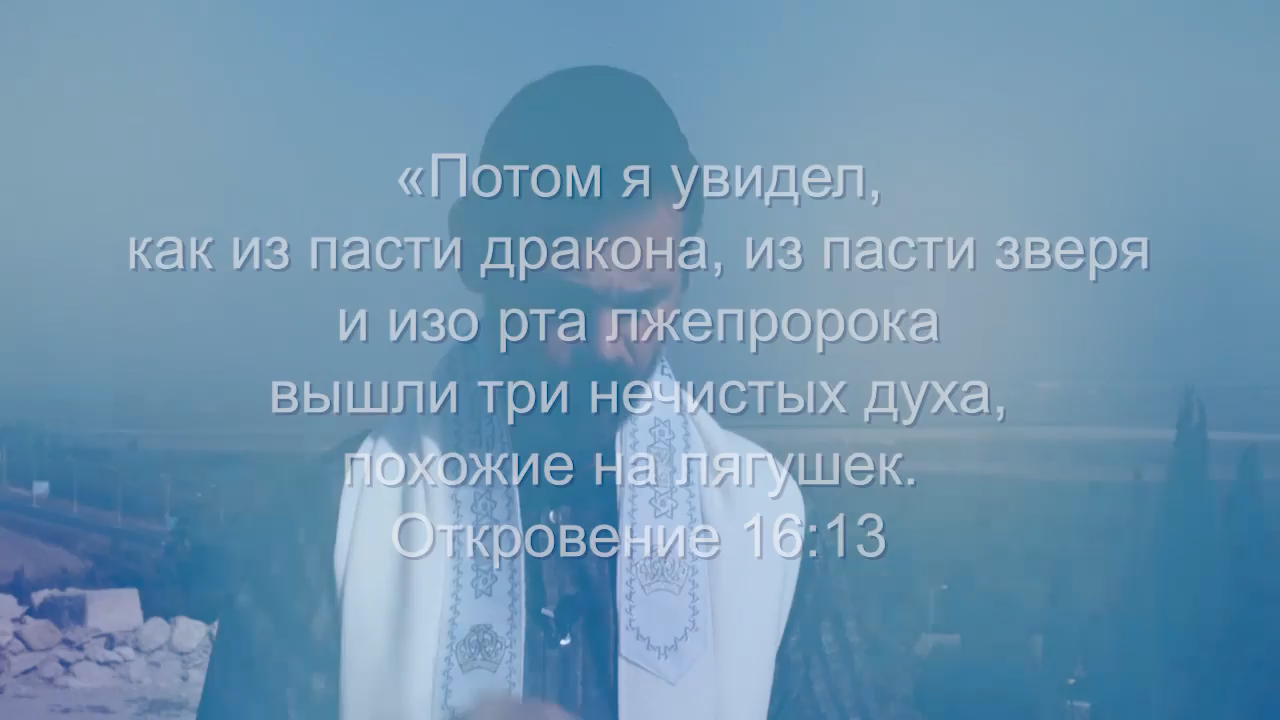 «Потом я увидел,
как из пасти дракона, из пасти зверя
и изо рта лжепророка
вышли три нечистых духа,
похожие на лягушек.
Откровение 16:13